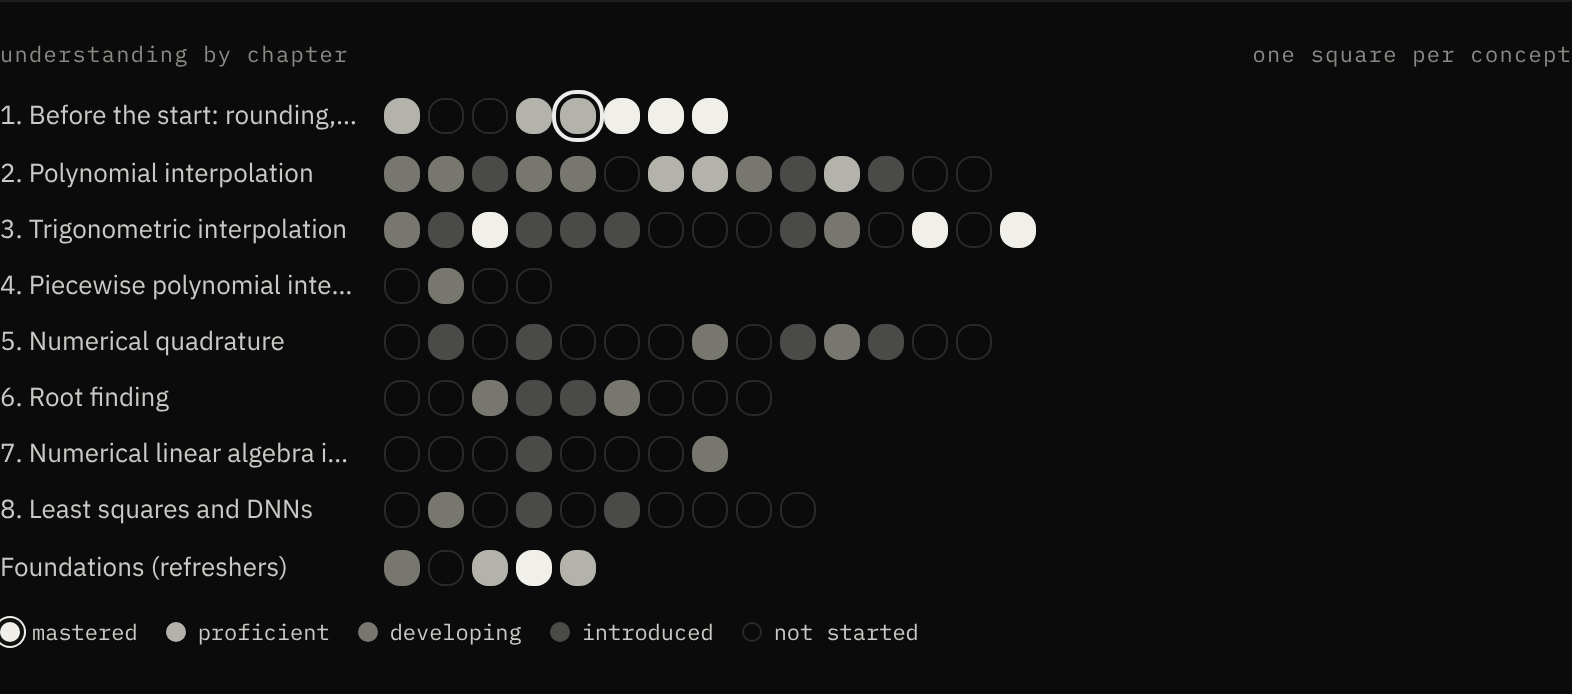 understanding by chapter one square per concept
1. Before the start: rounding,...
2. Polynomial interpolation
3. Trigonometric interpolation
4. Piecewise polynomial inte...
5. Numerical quadrature
6. Root finding
7. Numerical linear algebra i...
8. Least squares and DNNs
Foundations (refreshers)
mastered proficient developing introduced not started